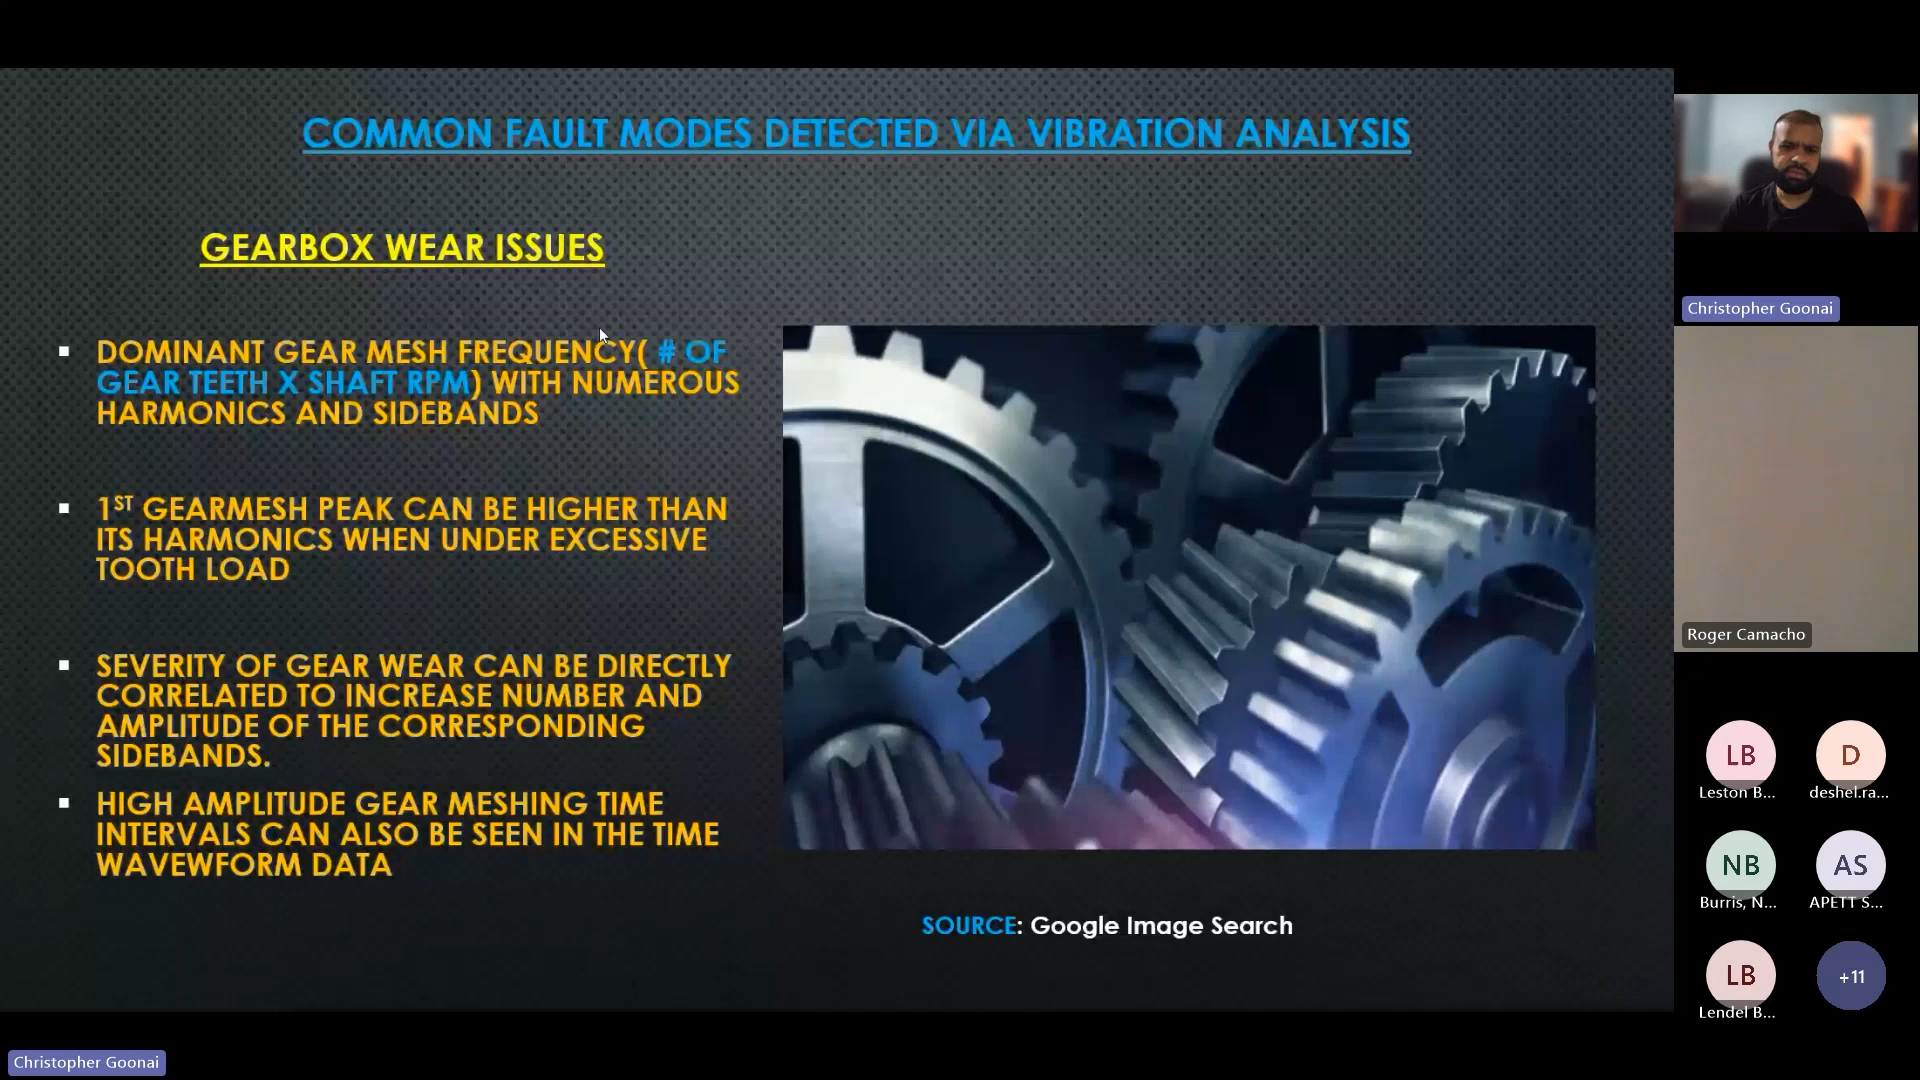 COMMON FAULT MODES DETECTED VIA VIBRATION ANALYSIS
GEARBOX WEAR ISSUES
▪ DOMINANT GEAR MESH FREQUENCY( # OF
GEAR TEETH X SHAFT RPM) WITH NUMEROUS
HARMONICS AND SIDEBANDS
▪ 1ST GEARMESH PEAK CAN BE HIGHER THAN
ITS HARMONICS WHEN UNDER EXCESSIVE
TOOTH LOAD
▪ SEVERITY OF GEAR WEAR CAN BE DIRECTLY
CORRELATED TO INCREASE NUMBER AND
AMPLITUDE OF THE CORRESPONDING
SIDEBANDS.
▪ HIGH AMPLITUDE GEAR MESHING TIME
INTERVALS CAN ALSO BE SEEN IN THE TIME
WAVEWFORM DATA
SOURCE: Google Image Search
Christopher Goonai
Roger Camacho
LB
Leston B...
D
deshel.ra...
NB
Burris, N...
AS
APETT S...
LB
Lendel B...
+11
Christopher Goonai